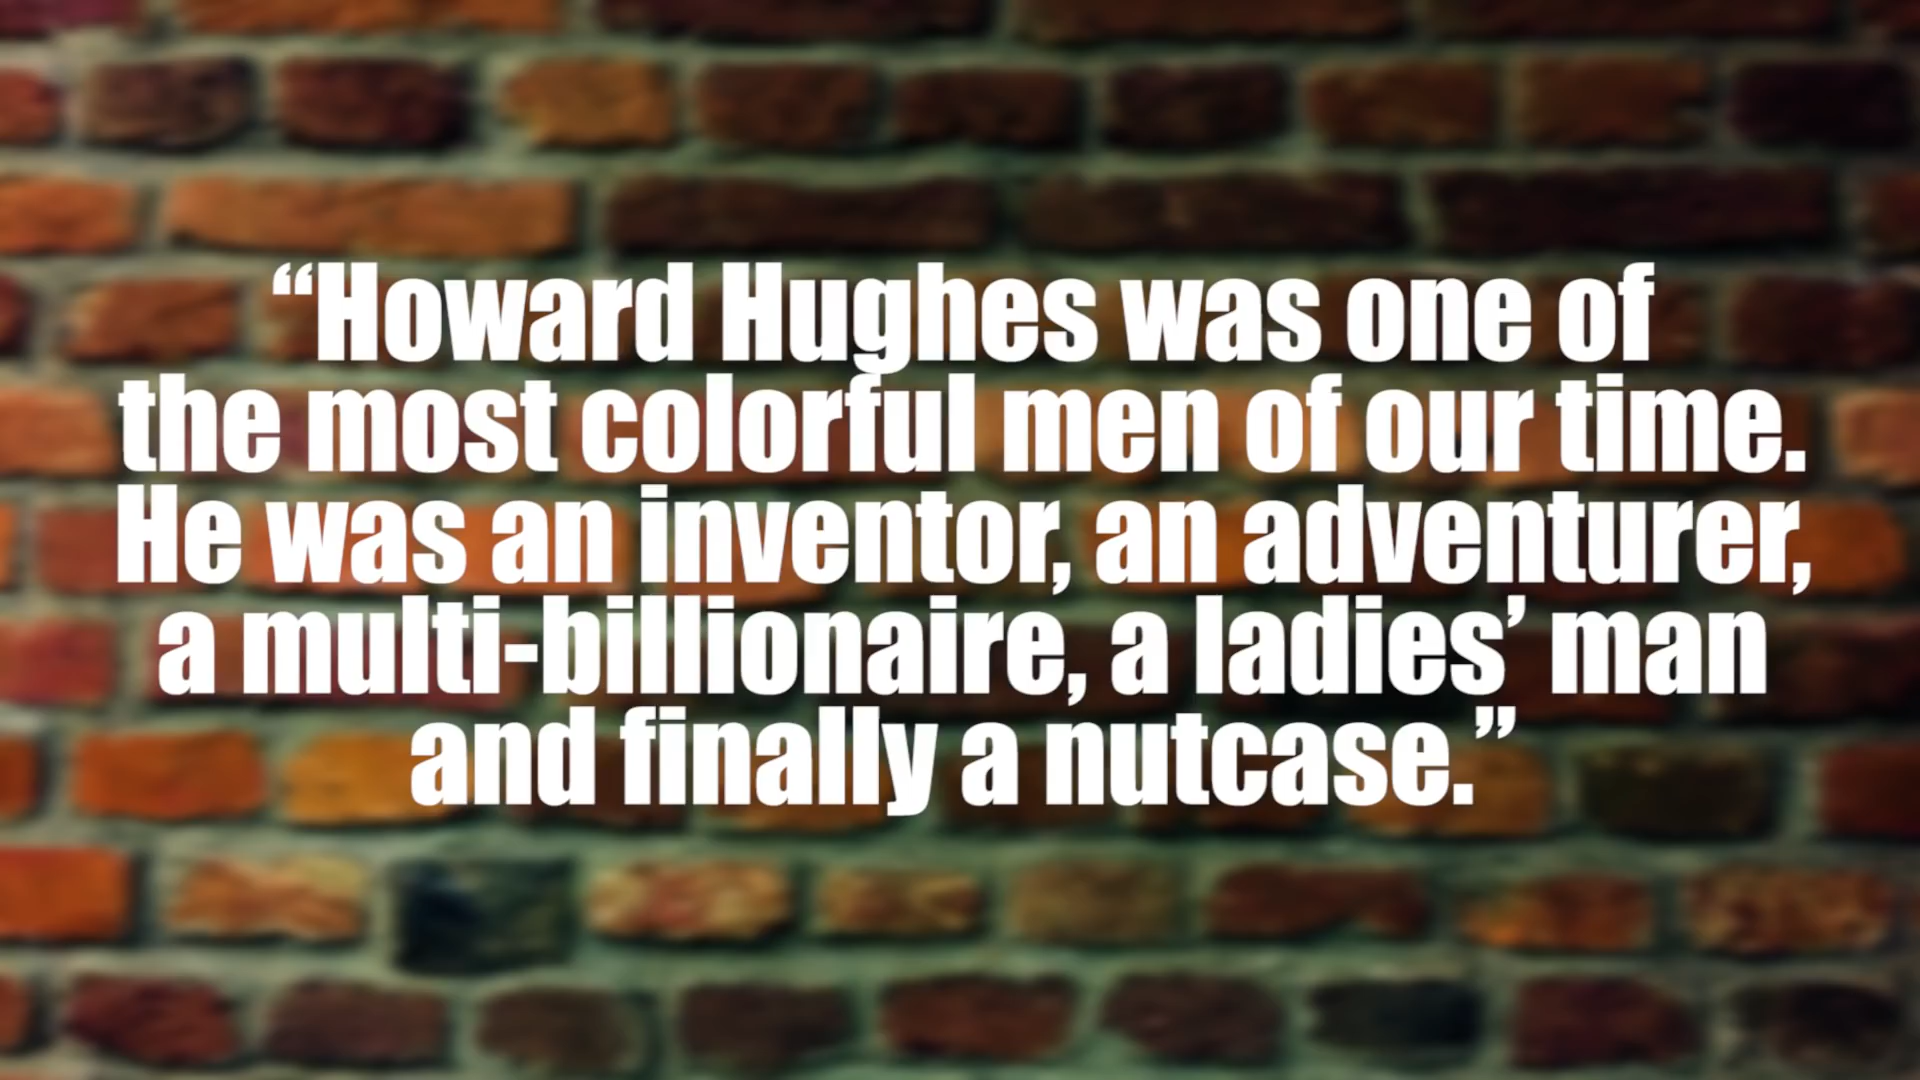 “Howard Hughes was one of
the most colorful men of our time.
He was an inventor, an adventurer,
a multi-billionaire, a ladies’ man
and finally a nutcase.”